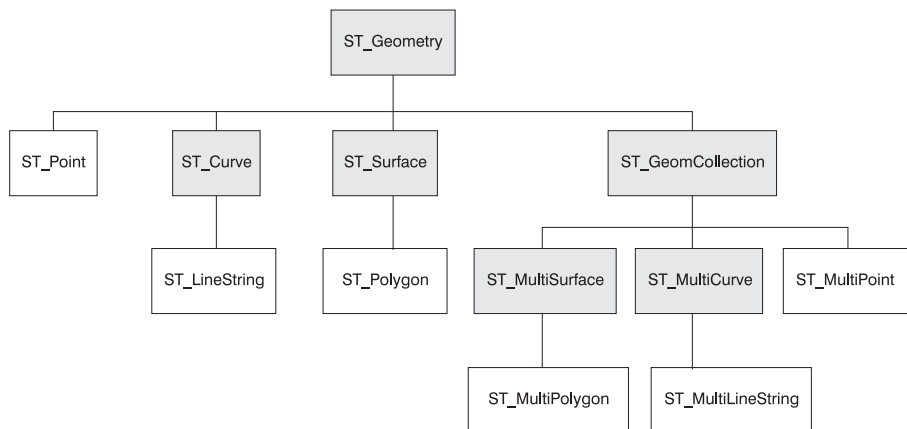 ST_Geometry
ST_Point
ST_Curve
ST_Surface
ST_GeomCollection
ST_LineString
ST_Polygon
ST_MultiSurface
ST_MultiCurve
ST_MultiPoint
ST_MultiPolygon
ST_MultiLineString